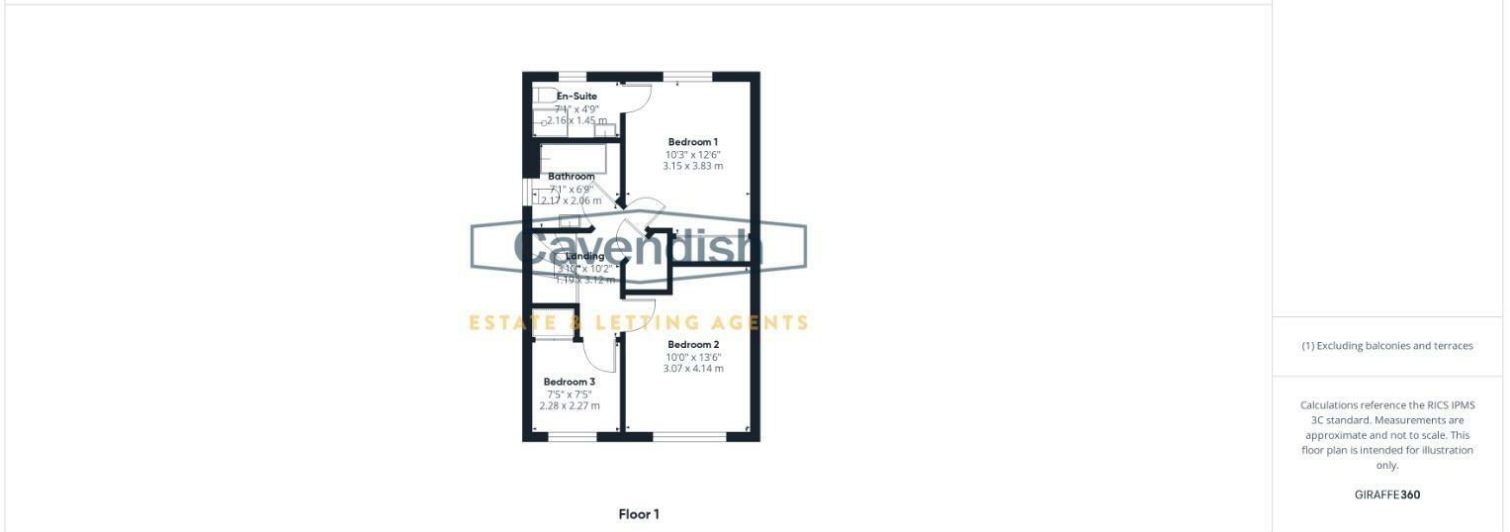 En-Suite
7'1" x 4'9"
2.16 x 1.45 m
Bedroom 1
10'3" x 12'6"
3.15 x 3.83 m
Bathroom
7'1" x 6'9"
2.17 x 2.06 m
Cavendish
Landing
3'10" x 10'2"
1.19 x 3.12 m
ESTATE & LETTING AGENTS
Bedroom 2
10'0" x 13'6"
3.07 x 4.14 m
Bedroom 3
7'5" x 7'5"
2.28 x 2.27 m
Floor 1
(1) Excluding balconies and terraces
Calculations reference the RICS IPMS
3C standard. Measurements are
approximate and not to scale. This
floor plan is intended for illustration
only.
GIRAFFE360